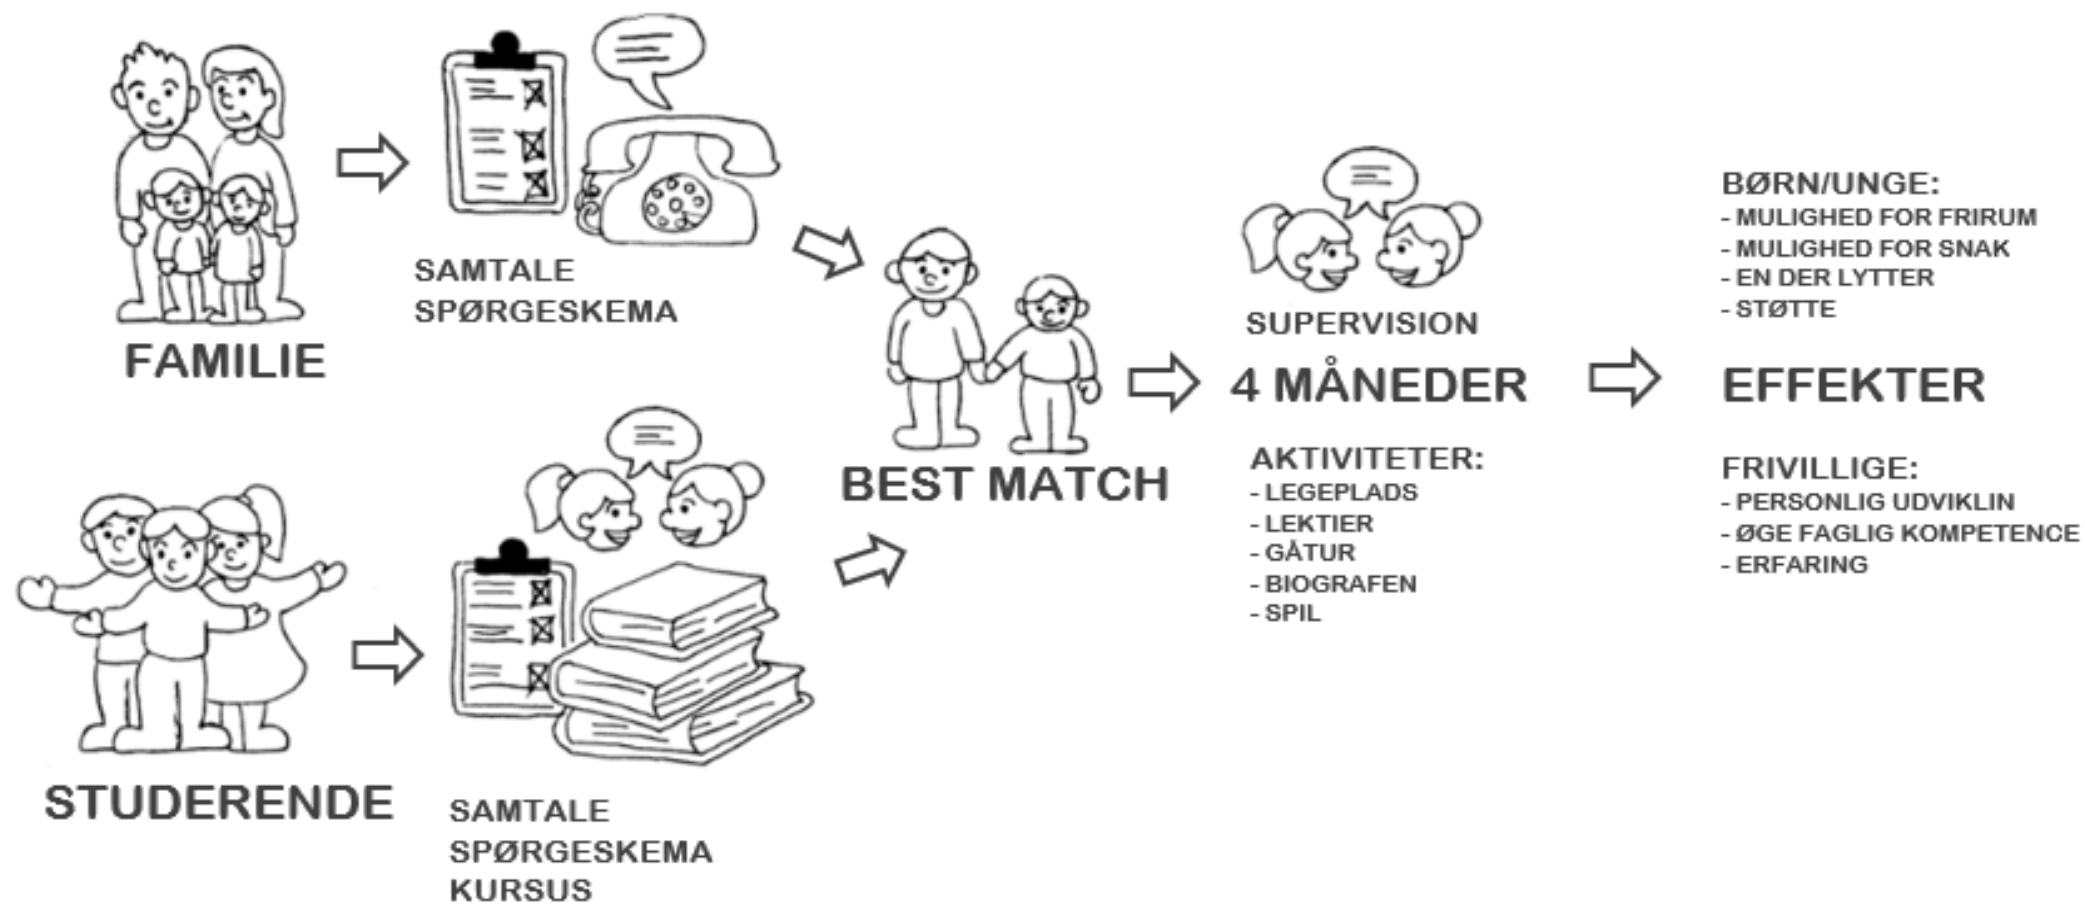 SAMTALE
SPØRGESKEMA
FAMILIE
STUDERENDE
SAMTALE
SPØRGESKEMA
KURSUS
BEST MATCH
SUPERVISION
4 MÅNEDER
AKTIVITETER:
- LEGEPLADS
- LEKTIER
- GÅTUR
- BIOGRAFEN
- SPIL
BØRN/UNGE:
- MULIGHED FOR FRIRUM
- MULIGHED FOR SNAK
- EN DER LYTTER
- STØTTE
EFFEKTER
FRIVILLIGE:
- PERSONLIG UDVIKLIN
- ØGE FAGLIG KOMPETENCE
- ERFARING